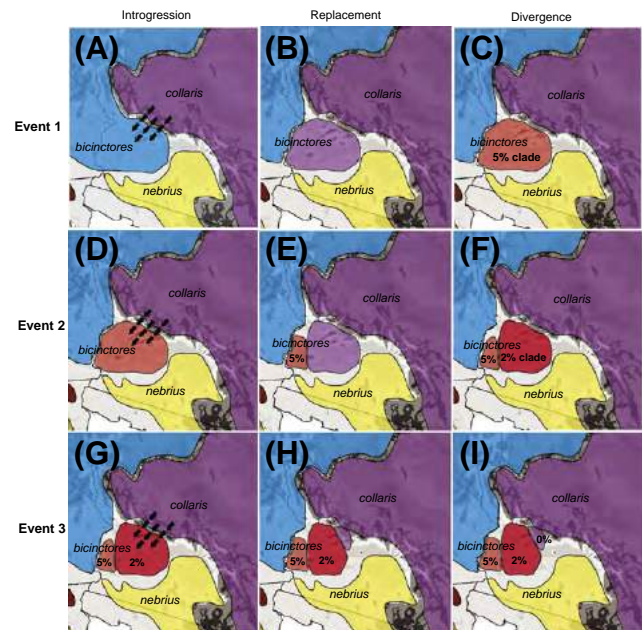 Introgression Replacement Divergence
(A) (B) (C)
collaris collaris collaris
Event 1
bicinctores bicinctores bicinctores
5% clade
nebrius nebrius nebrius
(D) (E) (F)
collaris collaris collaris
Event 2
bicinctores bicinctores bicinctores
5% 5% 2% clade
nebrius nebrius nebrius
(G) (H) (I)
collaris collaris collaris
Event 3
bicinctores bicinctores bicinctores 0%
5% 2% 5% 2% 5% 2%
nebrius nebrius nebrius